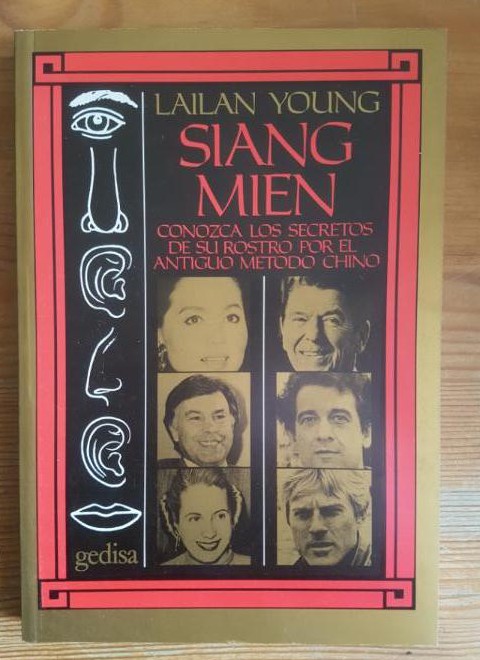 LAILAN YOUNG
SIANG
MIEN
CONOZCA LOS SECRETOS
DE SU ROSTRO POR EL
ANTIGUO METODO CHINO
gedisa